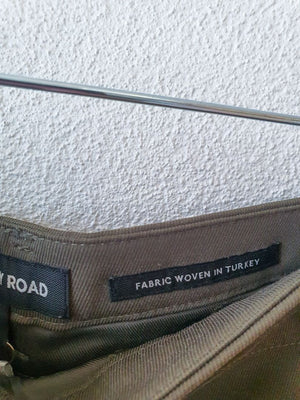 Y ROAD
FABRIC WOVEN IN TURKEY